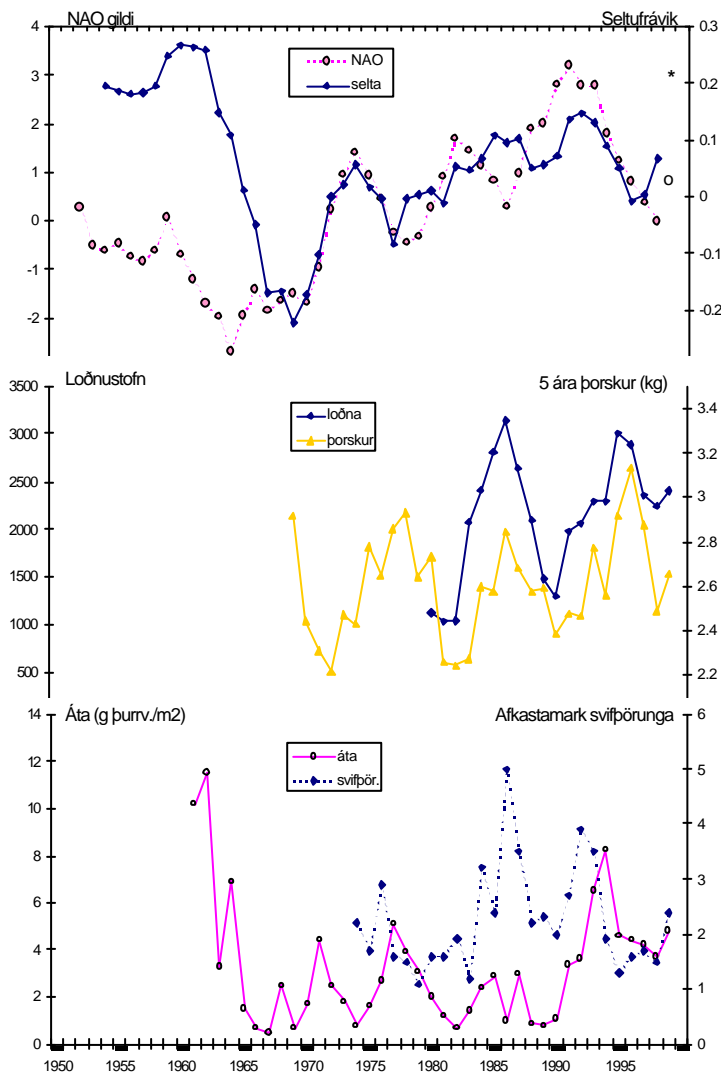 NAO gildi Seltufrávik
4 0.3
NAO
selta
3 * 0.2
2 0.1
1 O
0 0
-1 -0.1
-2 -0.2
Loðnustofn 5 ára þorskur (kg)
3500
3.4
loðna
þorskur
3000 3.2
2500 3
2000 2.8
1500 2.6
1000 2.4
500 2.2
Áta (g þurrv./m2) Afkastamark svifþörunga
14 6
áta
svifþör.
12 5
10
8 4
6 3
4 2
2 1
0 0
1950 1955 1960 1965 1970 1975 1980 1985 1990 1995